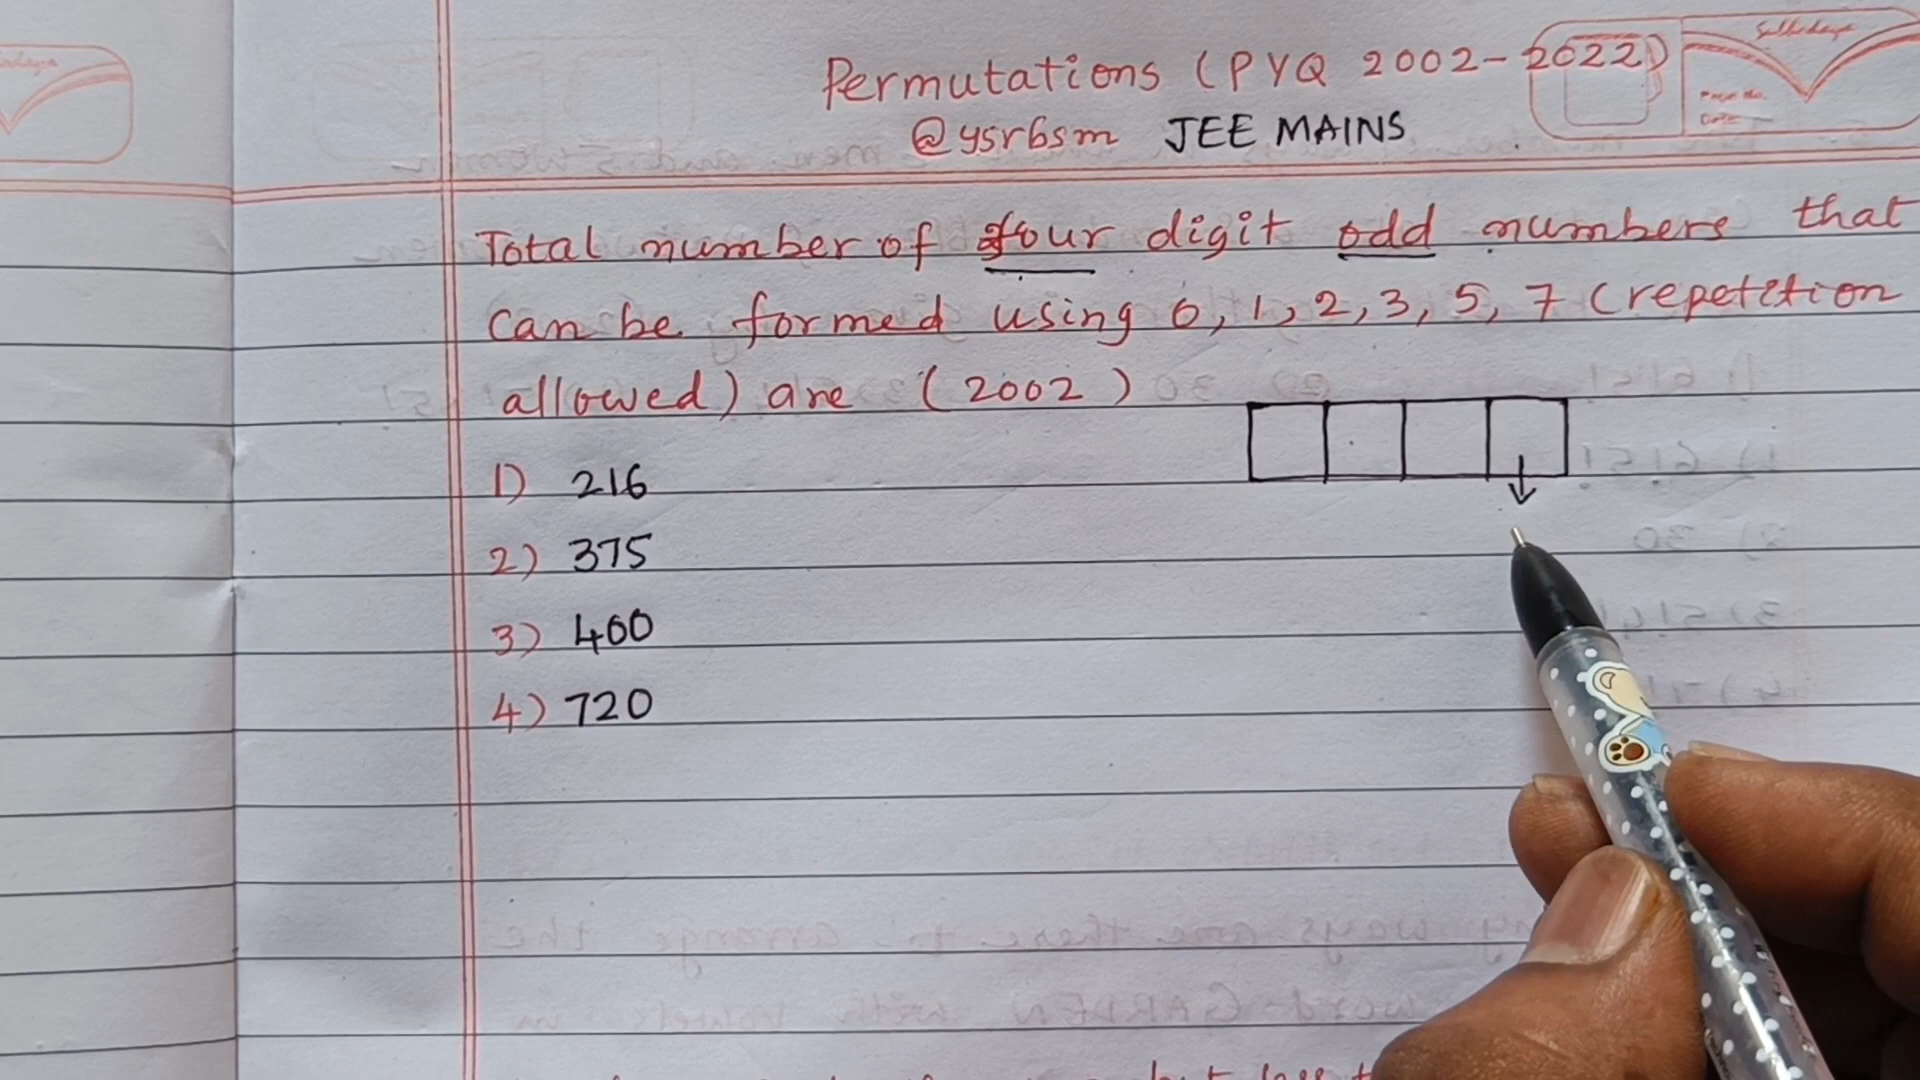 Permutations (PYQ 2002-2022)
@ysrbsm JEE MAINS
Total number of four digit odd numbers that
can be formed using 0, 1, 2, 3, 5, 7 (repetition
allowed) are (2002)
1) 216
2) 375
3) 400
4) 720